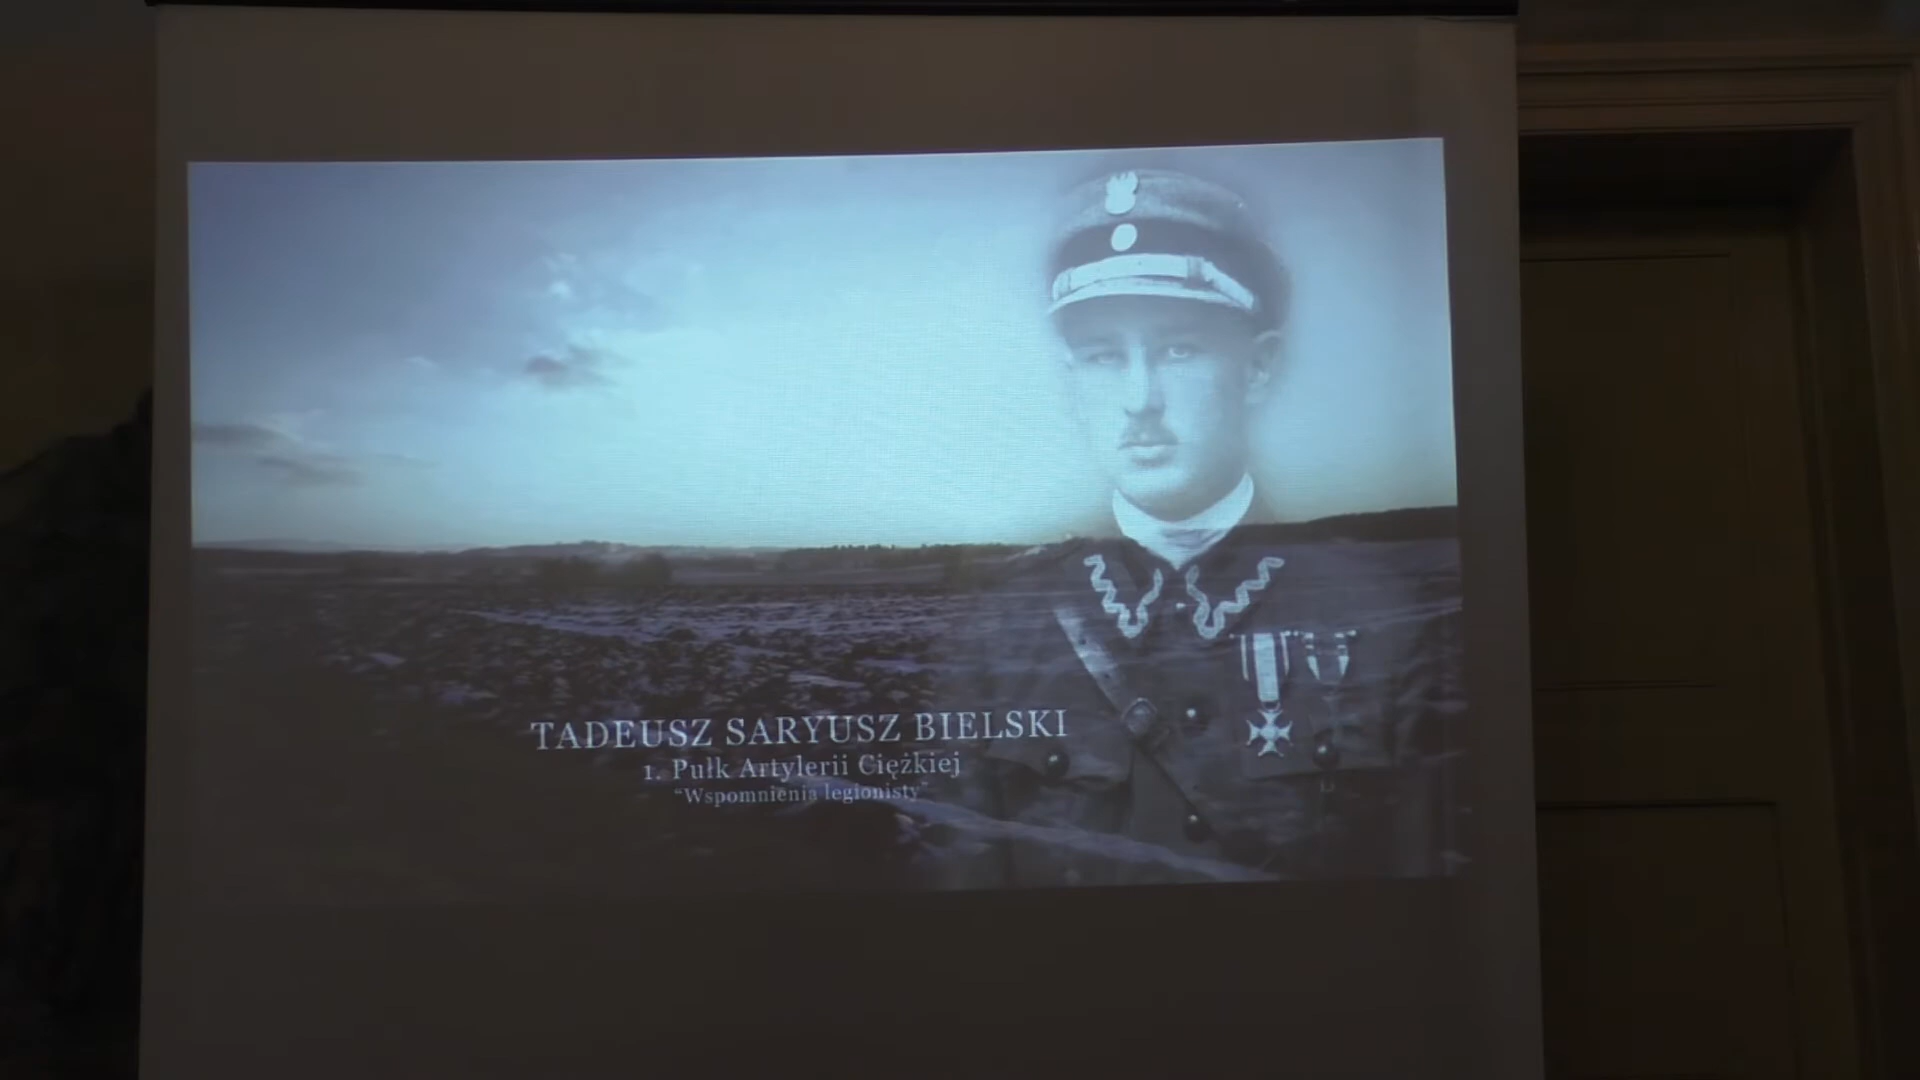 TADEUSZ SARYUSZ BIELSKI
1. Pułk Artylerii Ciężkiej
“Wspomnienia legionisty”